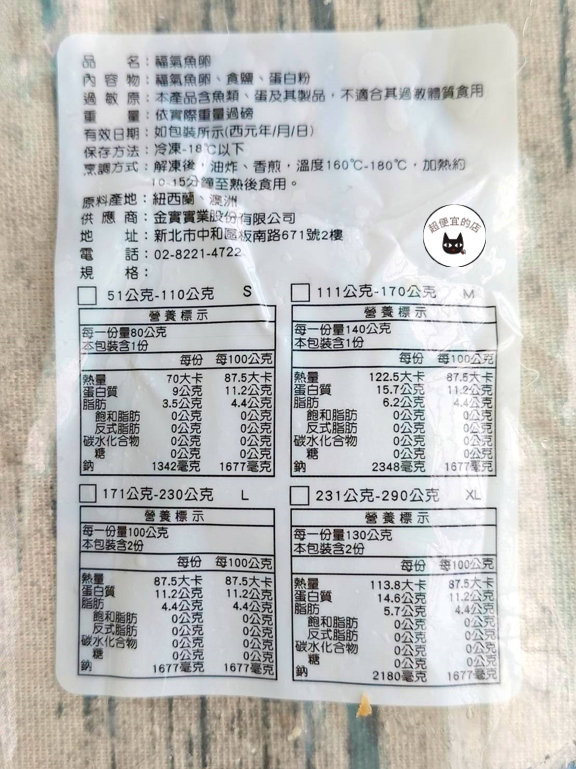 品 名：福氣魚卵
內 容 物：福氣魚卵、食鹽、蛋白粉
過 敏 原：本產品含魚類、蛋及其製品，不適合其過敏體質食用
重 量：依實際重量過磅
有效日期：如包裝所示(西元年/月/日)
保存方法：冷凍-18℃以下
烹調方式：解凍後，油炸、香煎，溫度160℃-180℃，加熱約
10-15分鐘至熟後食用。
原料產地：紐西蘭、澳洲
供 應 商：金寶實業股份有限公司
地 址：新北市中和區板南路671號2樓
電 話：02-8221-4722
規 格：
超便宜的店
51公克-110公克 S
營養標示
每一份量80公克
本包裝含1份
每份 每100公克
熱量 70大卡 87.5大卡
蛋白質 9公克 11.2公克
脂肪 3.5公克 4.4公克
飽和脂肪 0公克 0公克
反式脂肪 0公克 0公克
碳水化合物 0公克 0公克
糖 0公克 0公克
鈉 1342毫克 1677毫克
111公克-170公克 M
營養標示
每一份量140公克
本包裝含1份
每份 每100公克
熱量 122.5大卡 87.5大卡
蛋白質 15.7公克 11.2公克
脂肪 6.2公克 4.4公克
飽和脂肪 0公克 0公克
反式脂肪 0公克 0公克
碳水化合物 0公克 0公克
糖 0公克 0公克
鈉 2348毫克 1677毫克
171公克-230公克 L
營養標示
每一份量100公克
本包裝含2份
每份 每100公克
熱量 87.5大卡 87.5大卡
蛋白質 11.2公克 11.2公克
脂肪 4.4公克 4.4公克
飽和脂肪 0公克 0公克
反式脂肪 0公克 0公克
碳水化合物 0公克 0公克
糖 0公克 0公克
鈉 1677毫克 1677毫克
231公克-290公克 XL
營養標示
每一份量130公克
本包裝含2份
每份 每100公克
熱量 113.8大卡 87.5大卡
蛋白質 14.6公克 11.2公克
脂肪 5.7公克 4.4公克
飽和脂肪 0公克 0公克
反式脂肪 0公克 0公克
碳水化合物 0公克 0公克
糖 0公克 0公克
鈉 2180毫克 1677毫克